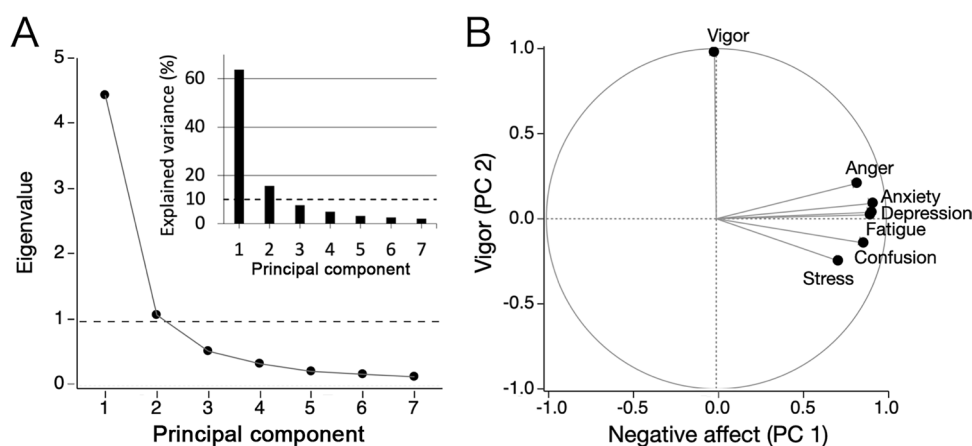 A
5
4
3
2
1
0
Eigenvalue
1 2 3 4 5 6 7
Principal component
Explained variance (%)
60
40
20
10
0
1 2 3 4 5 6 7
Principal component
B
Vigor
1.0
0.5
0.0
-0.5
-1.0
Vigor (PC 2)
Anger
Anxiety
Depression
Fatigue
Confusion
Stress
-1.0 -0.5 0.0 0.5 1.0
Negative affect (PC 1)